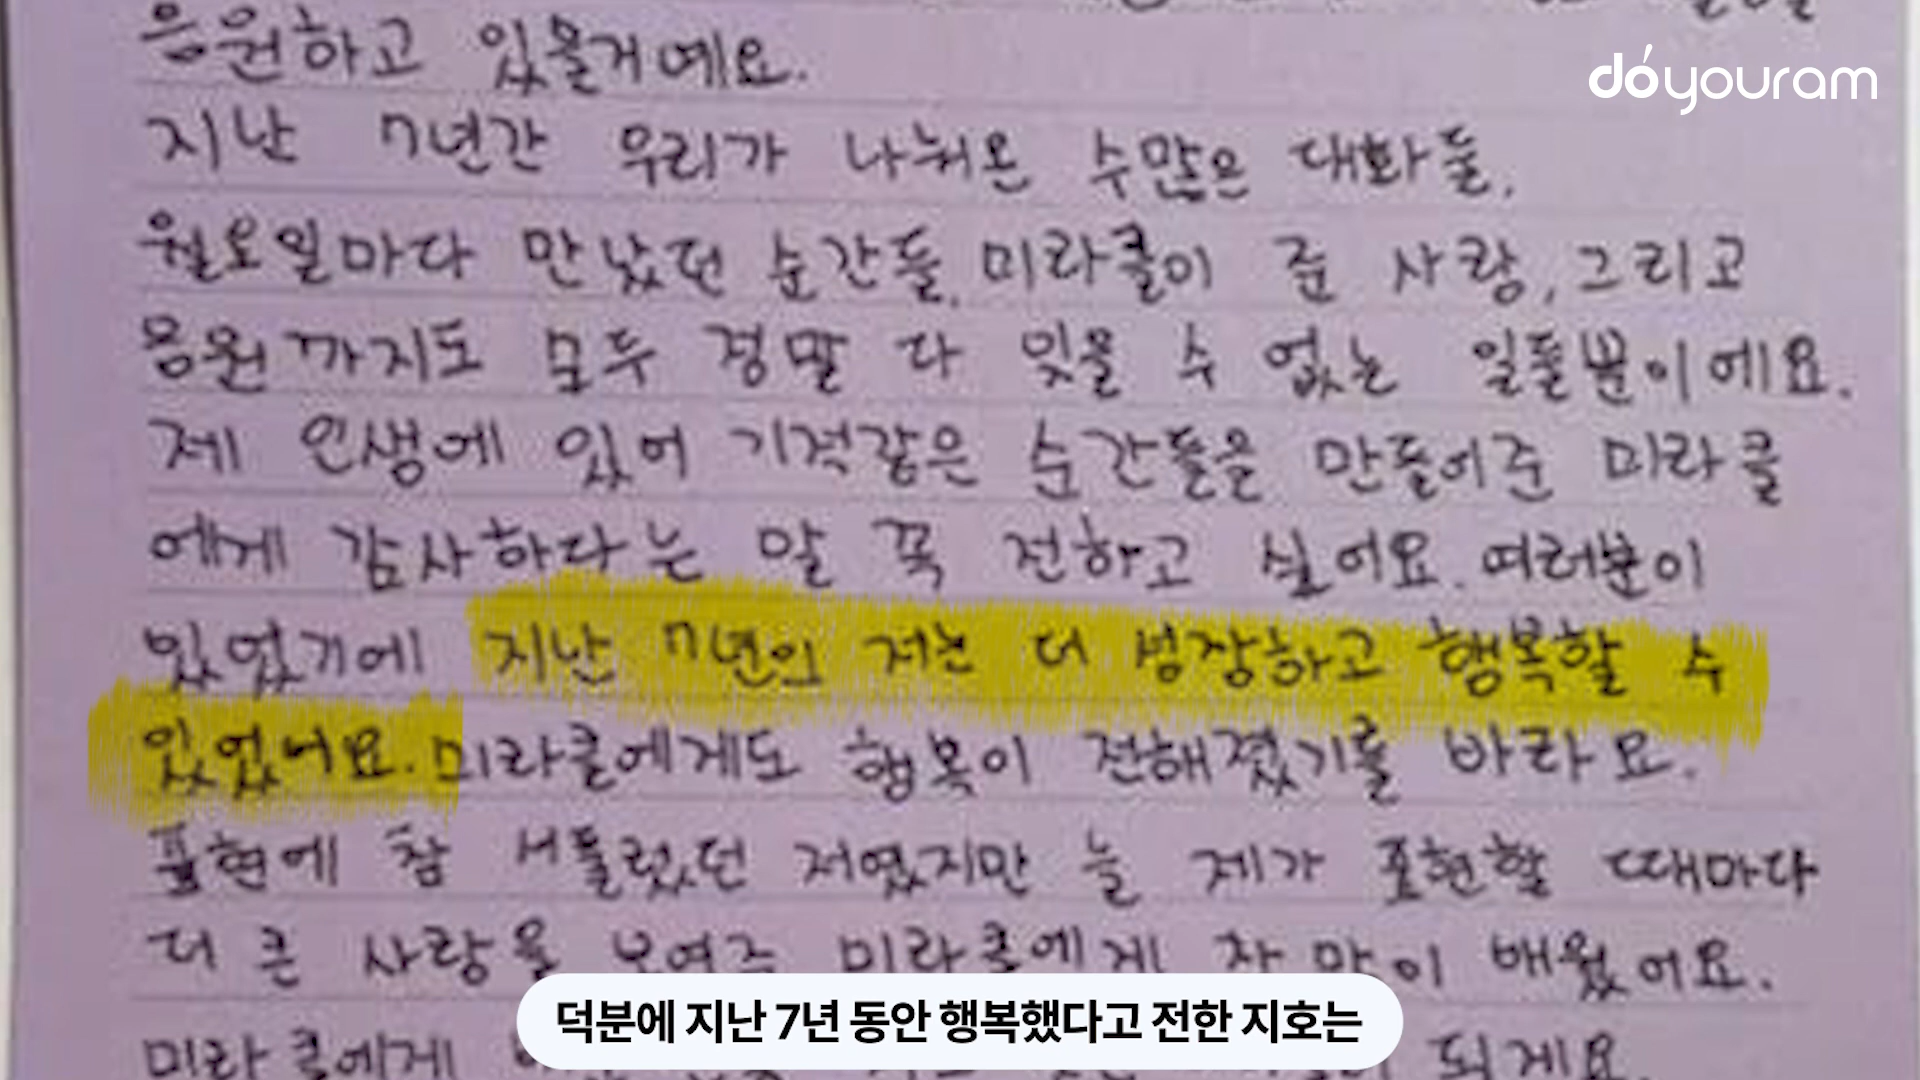 응원하고 있을거예요.
dóyouram
지난 7년간 우리가 나눠온 수많은 대화들.
월요일마다 만났던 순간들, 미라클이 준 사랑, 그리고
응원까지도 모두 정말 다 잊을 수 없는 일들뿐이에요.
제 인생에 있어 기적같은 순간들을 만들어준 미라클
에게 감사하다는 말 꼭 전하고 싶어요. 여러분이
있었기에 지난 7년의 저는 더 성장하고 행복할 수
있었어요. 미라클에게도 행복이 전해졌기를 바라요.
표현에 참 서툴렀던 저였지만 늘 제가 표현할 때마다
더 큰 사랑을 보여준 미라클에게 참 많이 배웠어요.
덕분에 지난 7년 동안 행복했다고 전한 지호는
미라클에게 되게요.